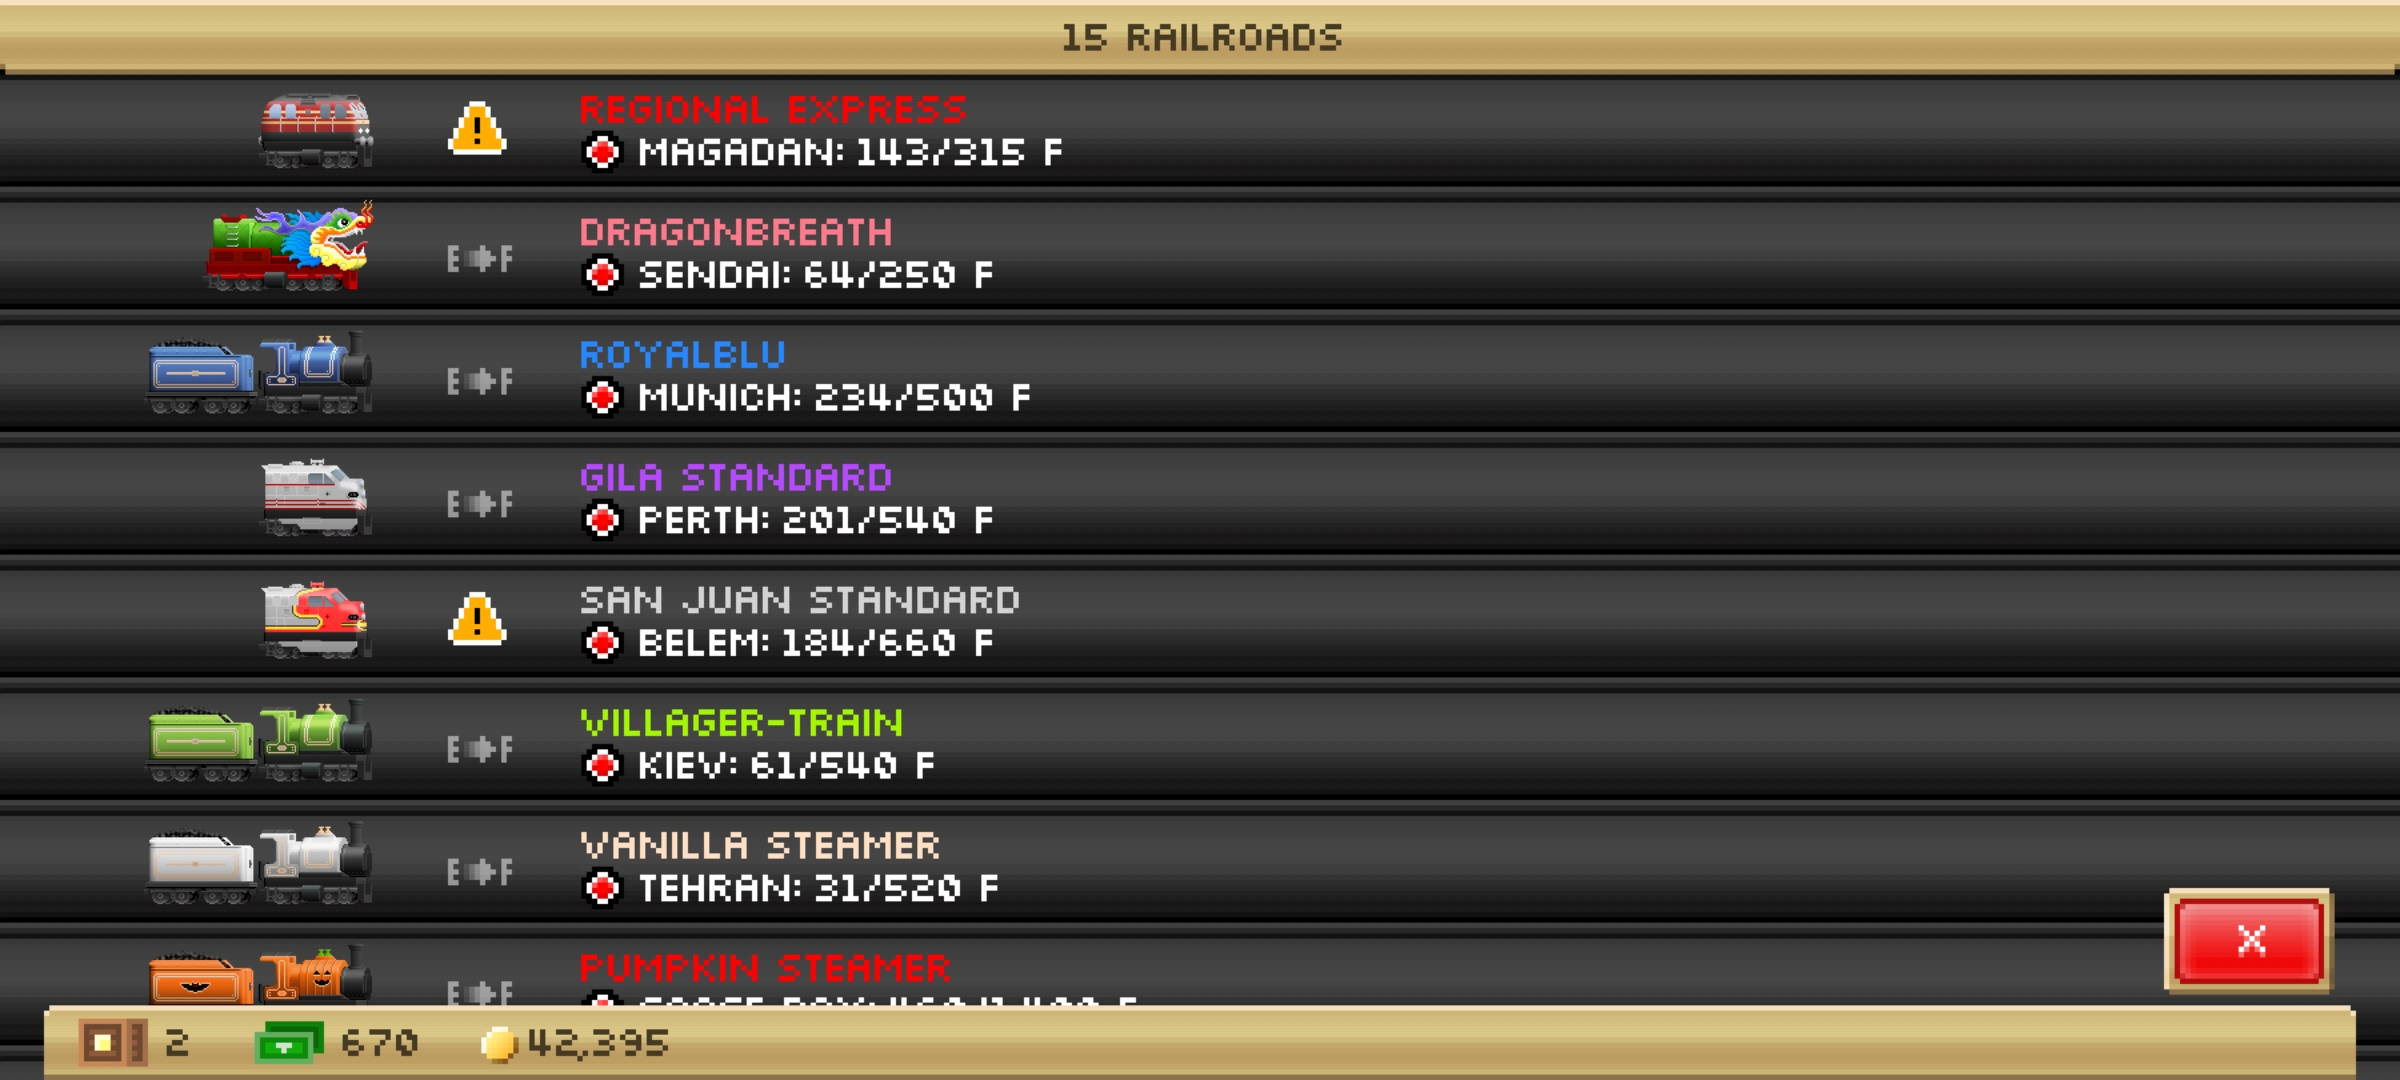 15 RAILROADS
REGIONAL EXPRESS
MAGADAN: 143/315 F
E F DRAGONBREATH
SENDAI: 64/250 F
E F ROYALBLU
MUNICH: 234/500 F
E F GILA STANDARD
PERTH: 201/540 F
SAN JUAN STANDARD
BELEM: 184/660 F
E F VILLAGER-TRAIN
KIEV: 61/540 F
E F VANILLA STEAMER
TEHRAN: 31/520 F
E F PUMPKIN STEAMER
X
2 670 42,395